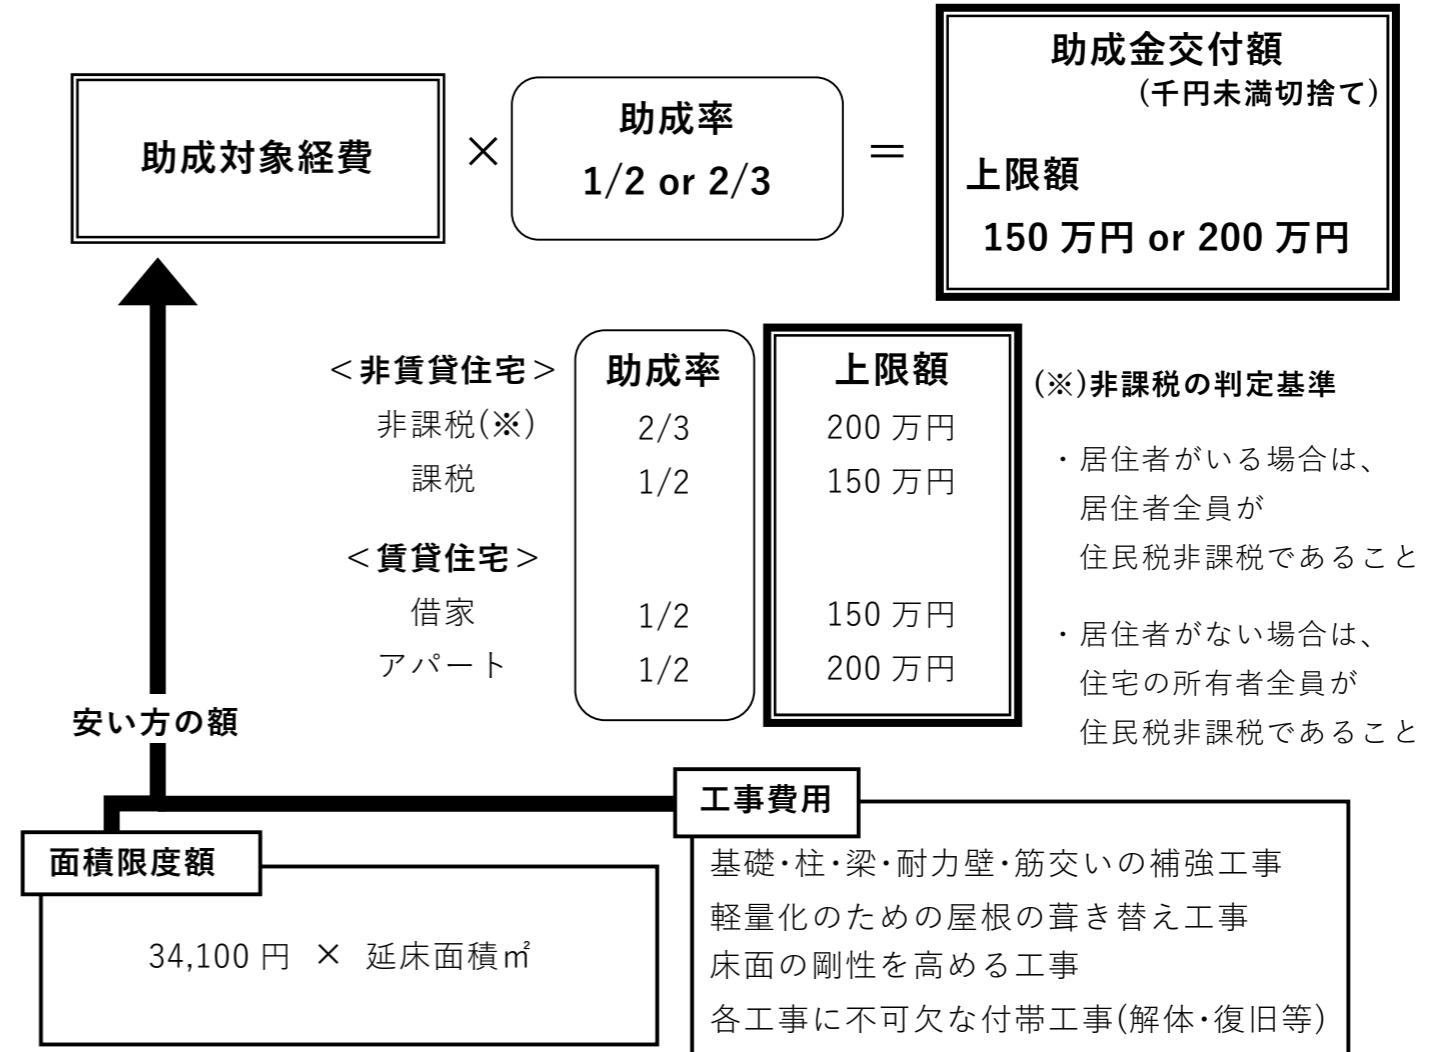 助成対象経費
×
助成率
1/2 or 2/3
＝
助成金交付額
(千円未満切捨て)
上限額
150 万円 or 200 万円
＜非賃貸住宅＞
助成率
上限額
非課税(※)
2/3
200 万円
課税
1/2
150 万円
＜賃貸住宅＞
借家
1/2
150 万円
アパート
1/2
200 万円
(※)非課税の判定基準
・居住者がいる場合は、
居住者全員が
住民税非課税であること
・居住者がない場合は、
住宅の所有者全員が
住民税非課税であること
安い方の額
面積限度額
34,100 円 × 延床面積㎡
工事費用
基礎･柱･梁･耐力壁･筋交いの補強工事
軽量化のための屋根の葺き替え工事
床面の剛性を高める工事
各工事に不可欠な付帯工事(解体･復旧等)